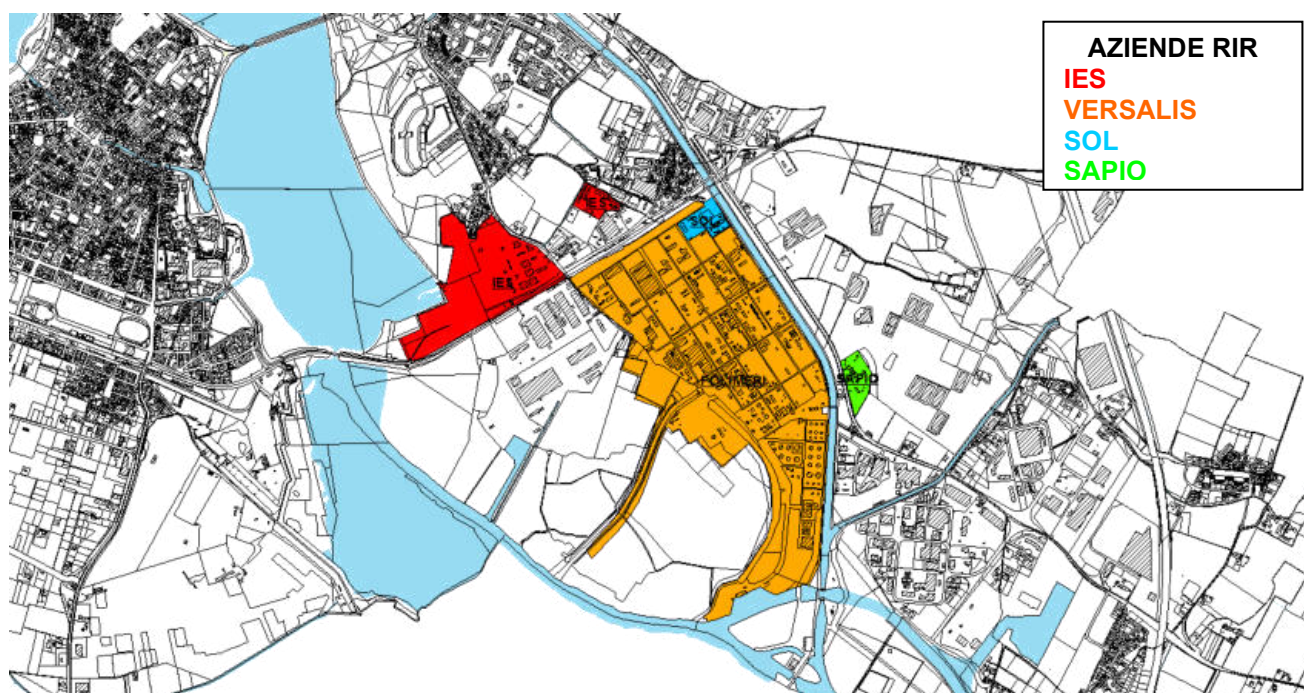 AZIENDE RIR
IES
VERSALIS
SOL
SAPIO
IES
SOL
IES
POLIMERI
SAPIO